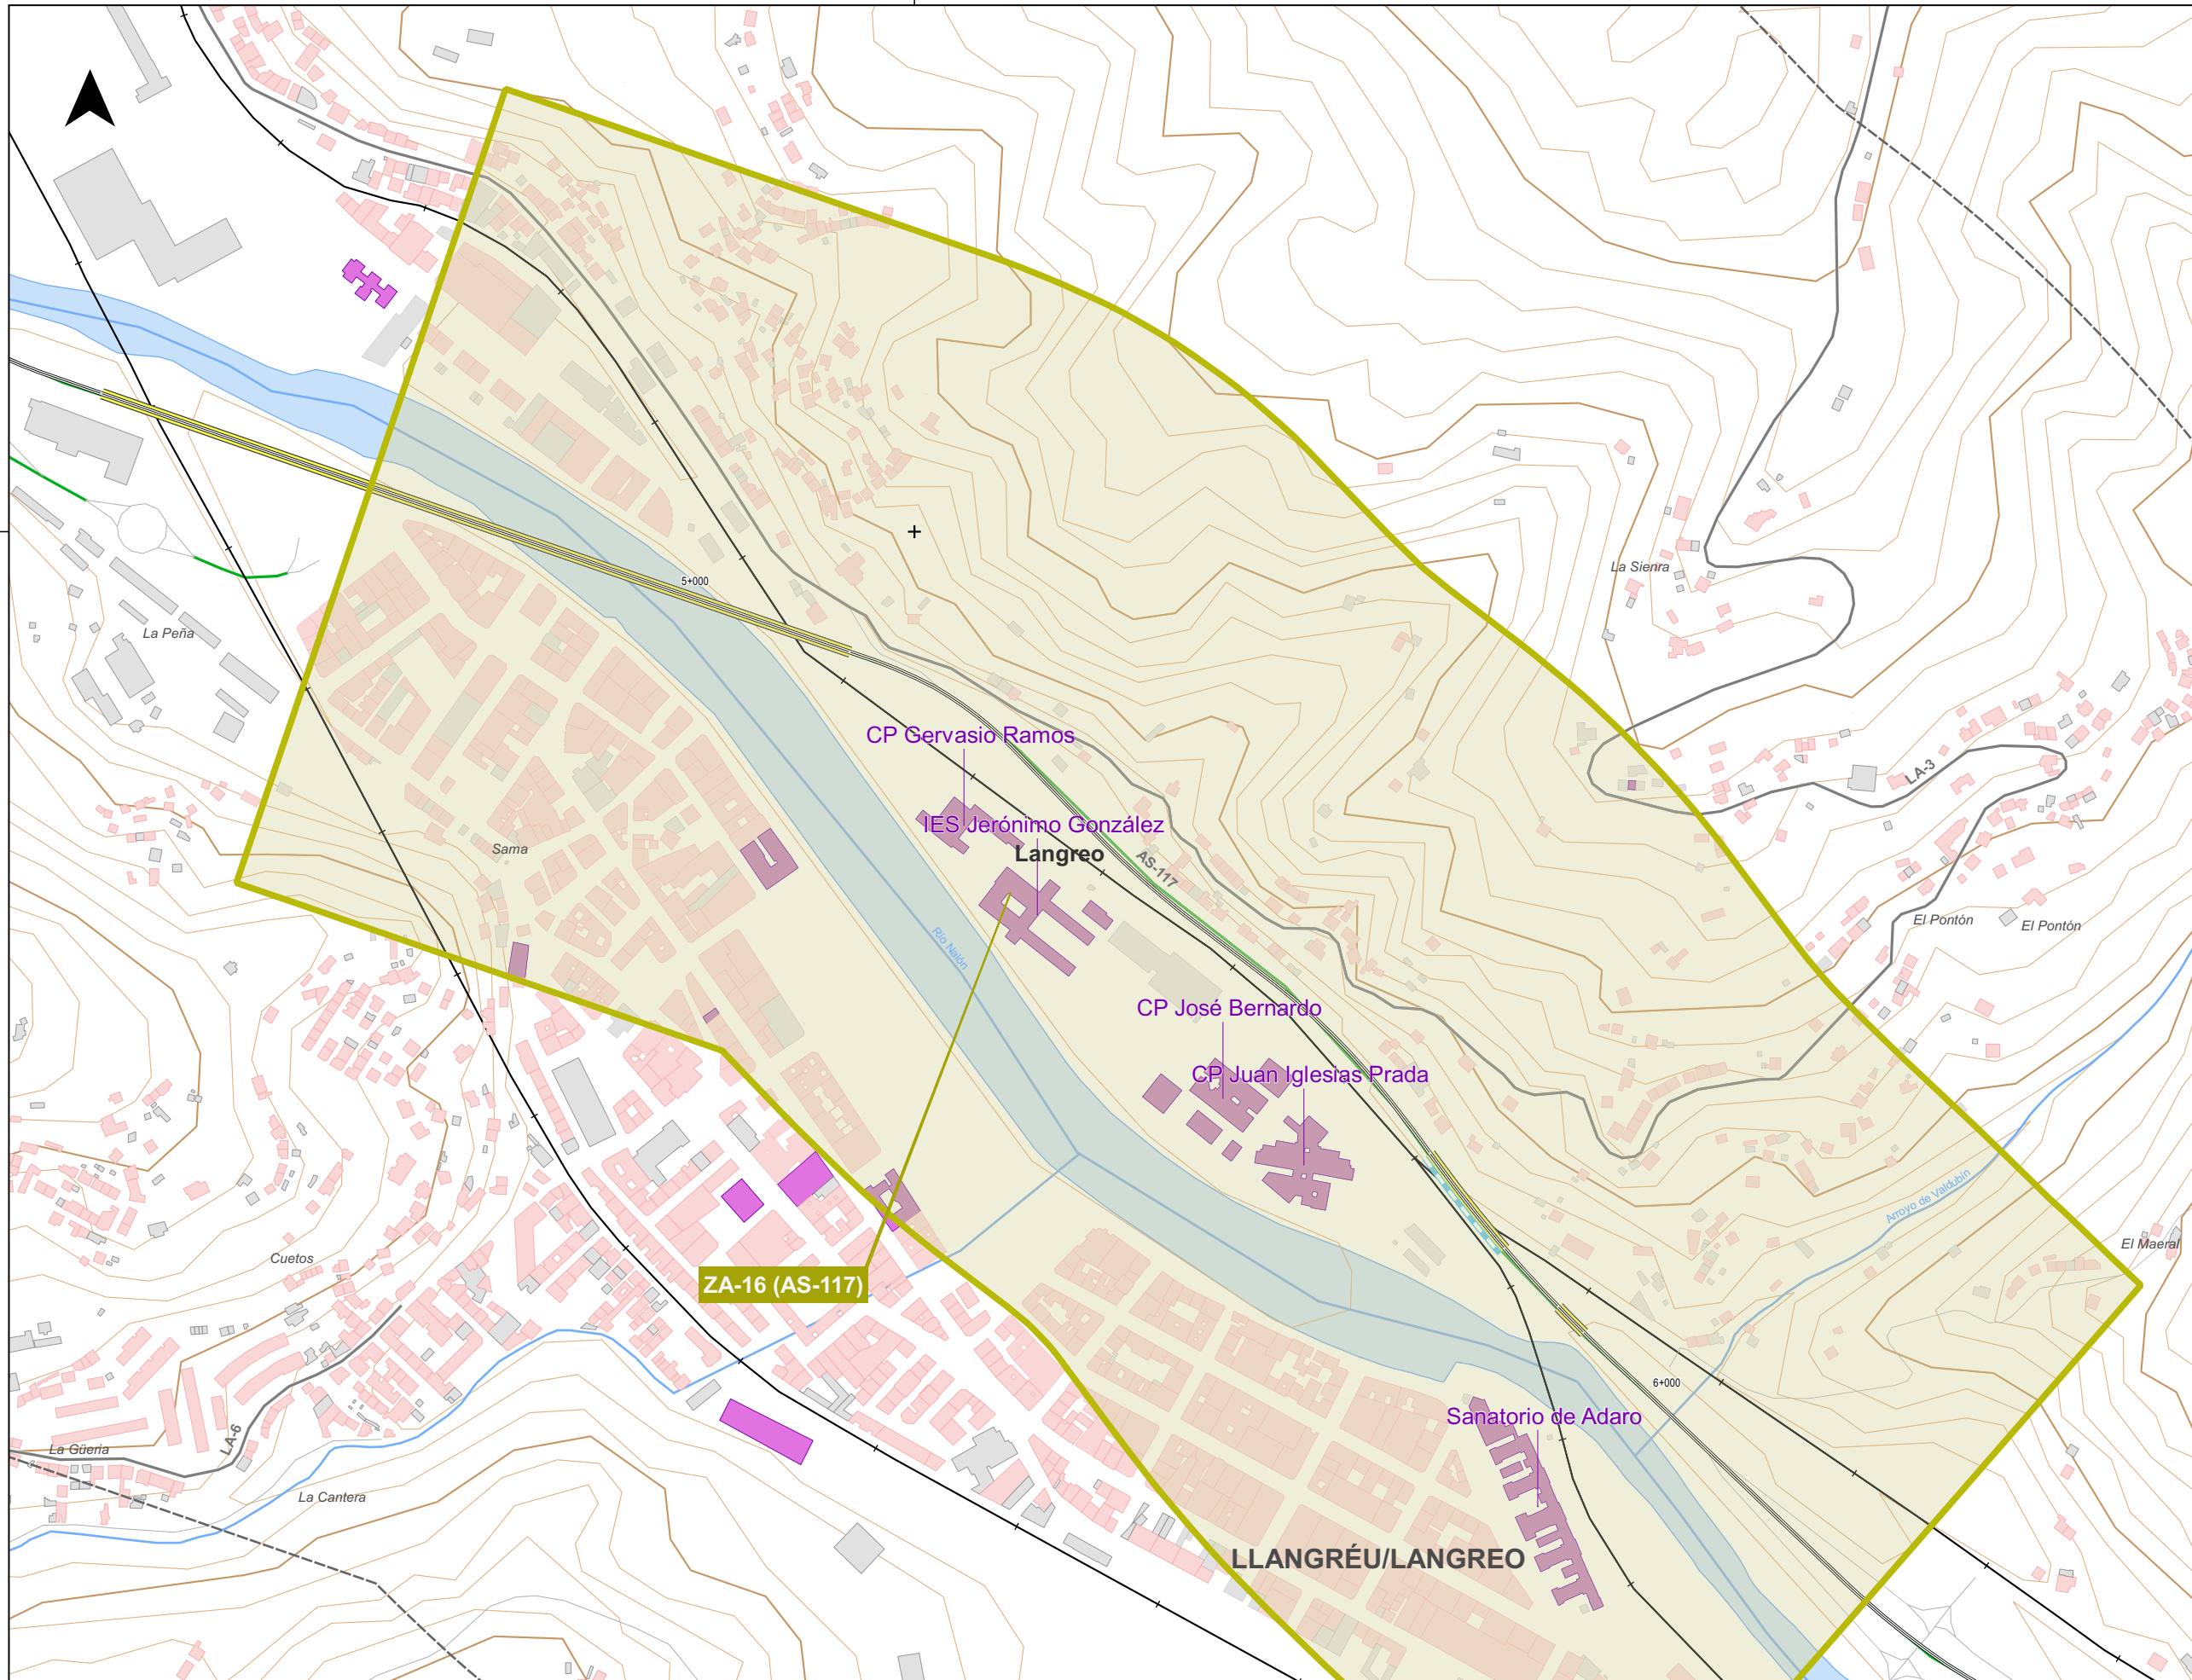 5+000
La Sienra
La Peña
CP Gervasio Ramos
LA-3
IES Jerónimo González
Sama
Langreo
AS-117
El Pontón
El Pontón
Río Nalón
CP José Bernardo
CP Juan Iglesias Prada
Arroyo de Valdubín
El Maeral
Cuetos
ZA-16 (AS-117)
6+000
Sanatorio de Adaro
LA-6
La Güeria
La Cantera
LLANGRÉU/LANGREO